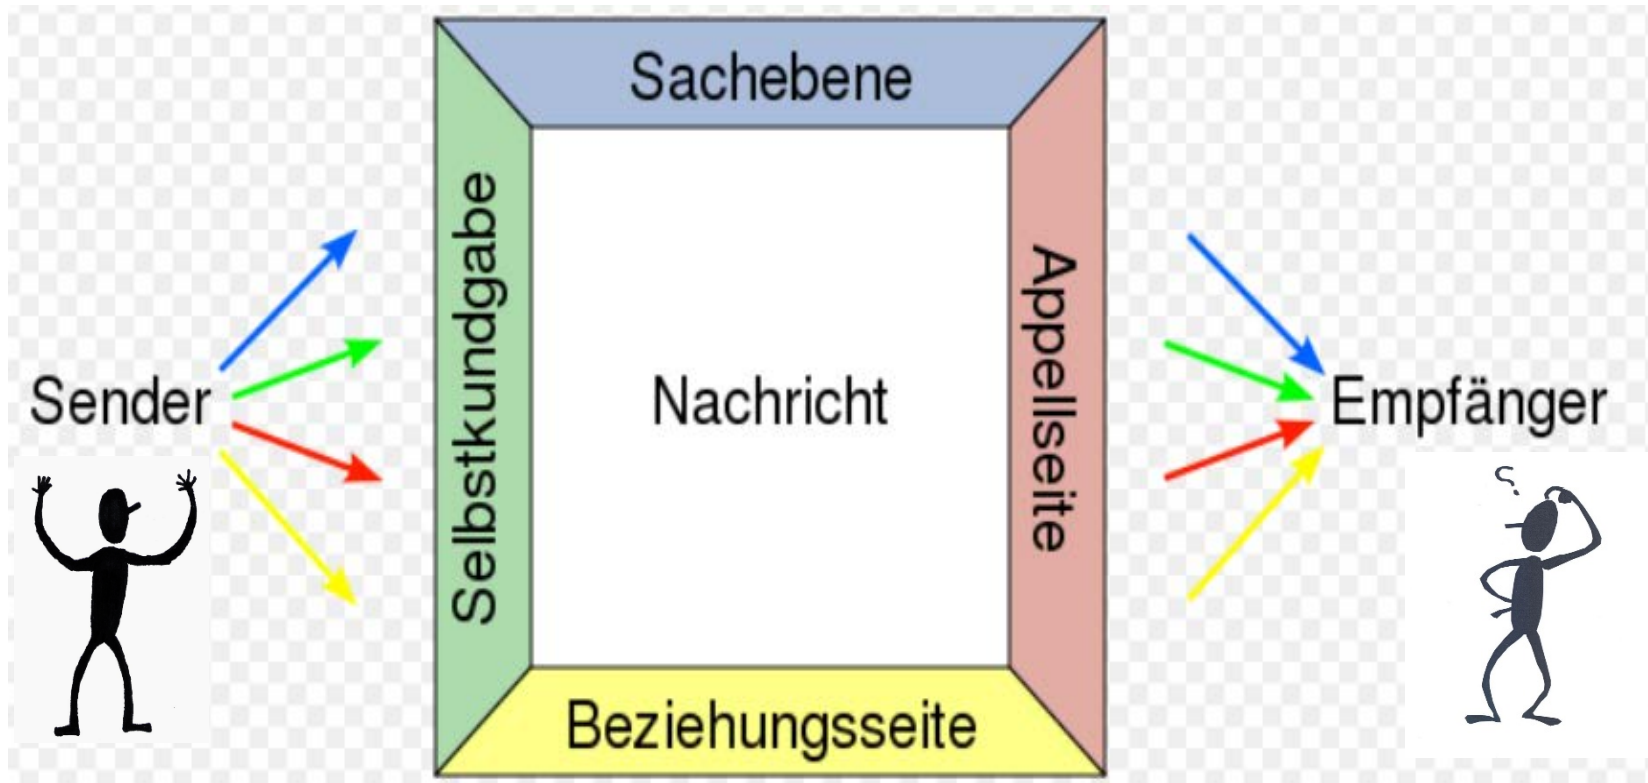 Sachebene
Selbstkundgabe
Appellseite
Sender
Nachricht
Empfänger
?
Beziehungsseite